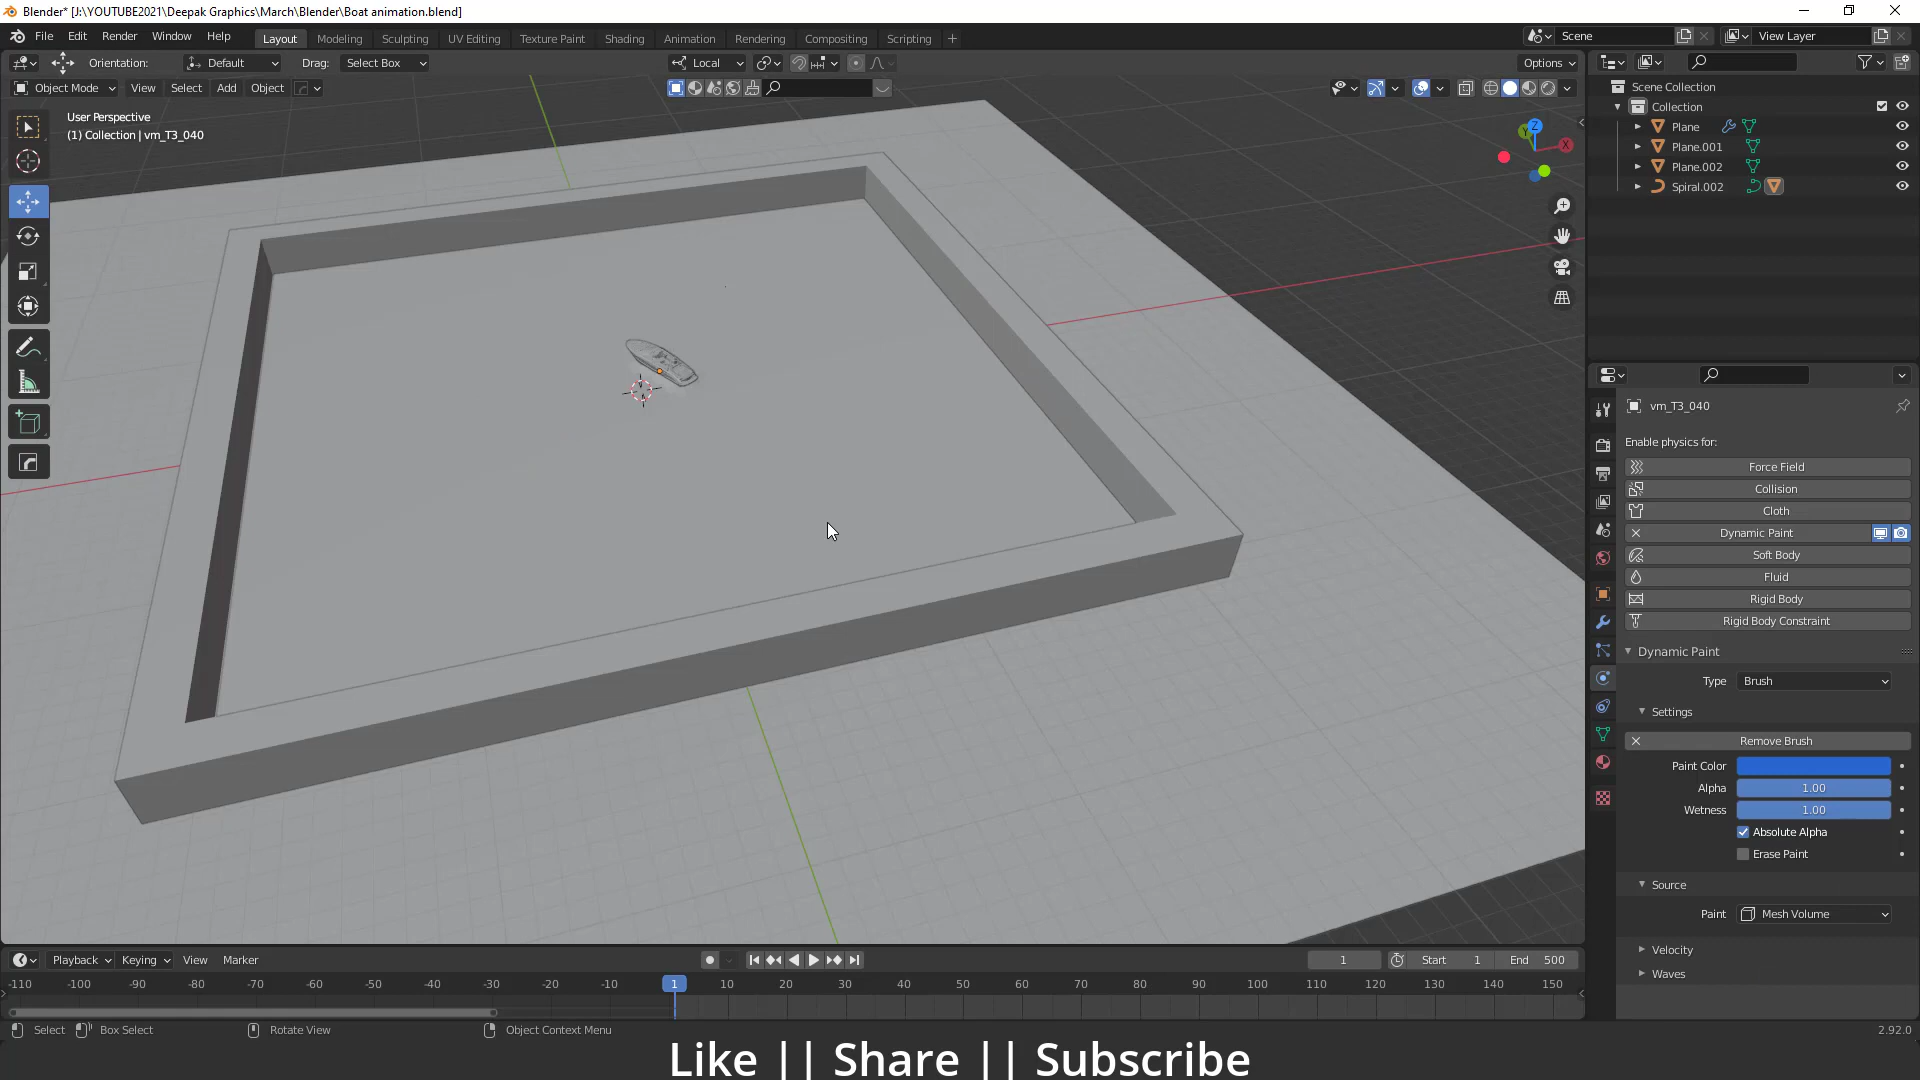 Blender* [J:\YOUTUBE2021\Deepak Graphics\March\Blender\Boat animation.blend]
File Edit Render Window Help Layout Modeling Sculpting UV Editing Texture Paint Shading Animation Rendering Compositing Scripting + Scene View Layer
Orientation: Default Drag: Select Box Local Options
Object Mode View Select Add Object
User Perspective
(1) Collection | vm_T3_040
Z
Y
X
Scene Collection
Collection
Plane
Plane.001
Plane.002
Spiral.002
vm_T3_040
Enable physics for:
Force Field
Collision
Cloth
Dynamic Paint
Soft Body
Fluid
Rigid Body
Rigid Body Constraint
Dynamic Paint
Type Brush
Settings
Remove Brush
Paint Color
Alpha 1.00
Wetness 1.00
Absolute Alpha
Erase Paint
Source
Paint Mesh Volume
Velocity
Waves
Playback Keying View Marker 1 Start 1 End 500
-110 -100 -90 -80 -70 -60 -50 -40 -30 -20 -10 1 10 20 30 40 50 60 70 80 90 100 110 120 130 140 150
Select Box Select Rotate View Object Context Menu 2.92.0
Like || Share || Subscribe